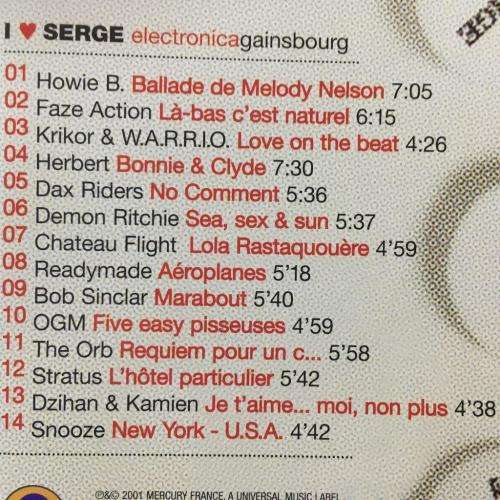 I ♥ SERGE electronicagainsbourg
01 Howie B. Ballade de Melody Nelson 7:05
02 Faze Action Là-bas c'est naturel 6:15
03 Krikor & W.A.R.R.I.O. Love on the beat 4:26
04 Herbert Bonnie & Clyde 7:30
05 Dax Riders No Comment 5:36
06 Demon Ritchie Sea, sex & sun 5:37
07 Chateau Flight Lola Rastaquouère 4'59
08 Readymade Aéroplanes 5'18
09 Bob Sinclar Marabout 5'40
10 OGM Five easy pisseuses 4'59
11 The Orb Requiem pour un c... 5'58
12 Stratus L'hôtel particulier 5'42
13 Dzihan & Kamien Je t'aime... moi, non plus 4'38
14 Snooze New York - U.S.A. 4'42
℗&© 2001 MERCURY FRANCE, A UNIVERSAL MUSIC LABEL